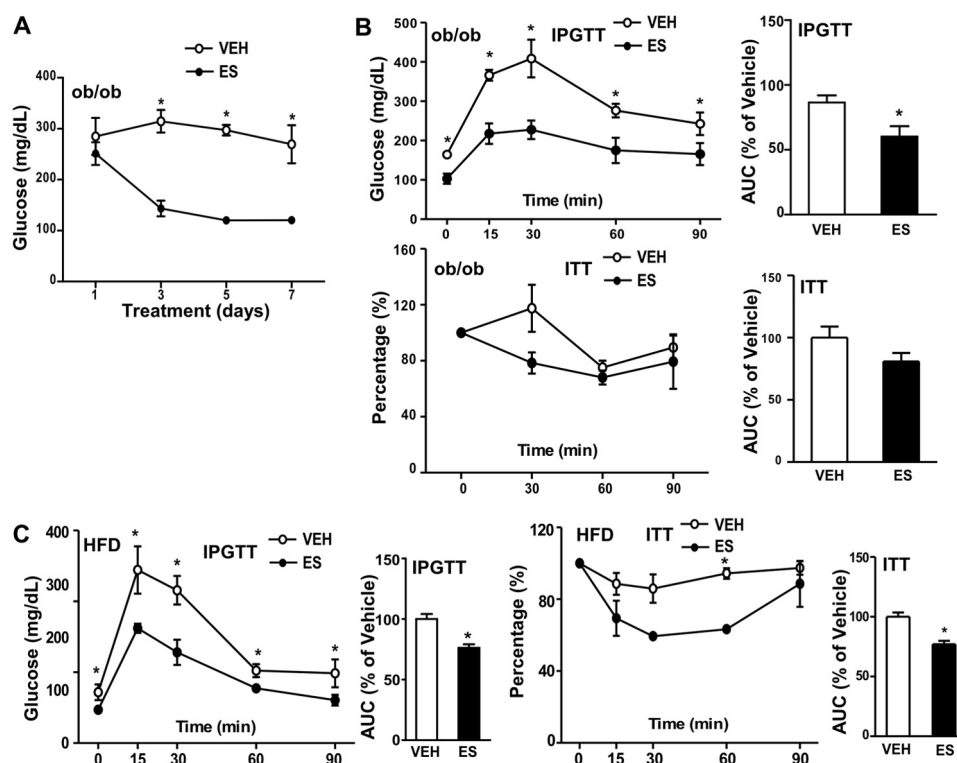 A
VEH
ES
ob/ob
Glucose (mg/dL)
400
300
200
100
0
* * *
1 3 5 7
Treatment (days)
B
VEH
ES
ob/ob
IPGTT
Glucose (mg/dL)
500
400
300
200
100
0
* * * * *
Time (min)
0 15 30 60 90
IPGTT
AUC (% of Vehicle)
150
100
50
0
*
VEH ES
VEH
ES
ob/ob
ITT
Percentage (%)
160
120
80
40
0
Time (min)
0 30 60 90
ITT
AUC (% of Vehicle)
150
100
50
0
VEH ES
C
VEH
ES
HFD
IPGTT
Glucose (mg/dL)
400
300
200
100
0
* * * * *
Time (min)
0 15 30 60 90
IPGTT
AUC (% of Vehicle)
150
100
50
0
*
VEH ES
HFD
ITT
VEH
ES
Percentage (%)
120
80
40
0
*
Time (min)
0 15 30 60 90
ITT
AUC (% of Vehicle)
150
100
50
0
*
VEH ES